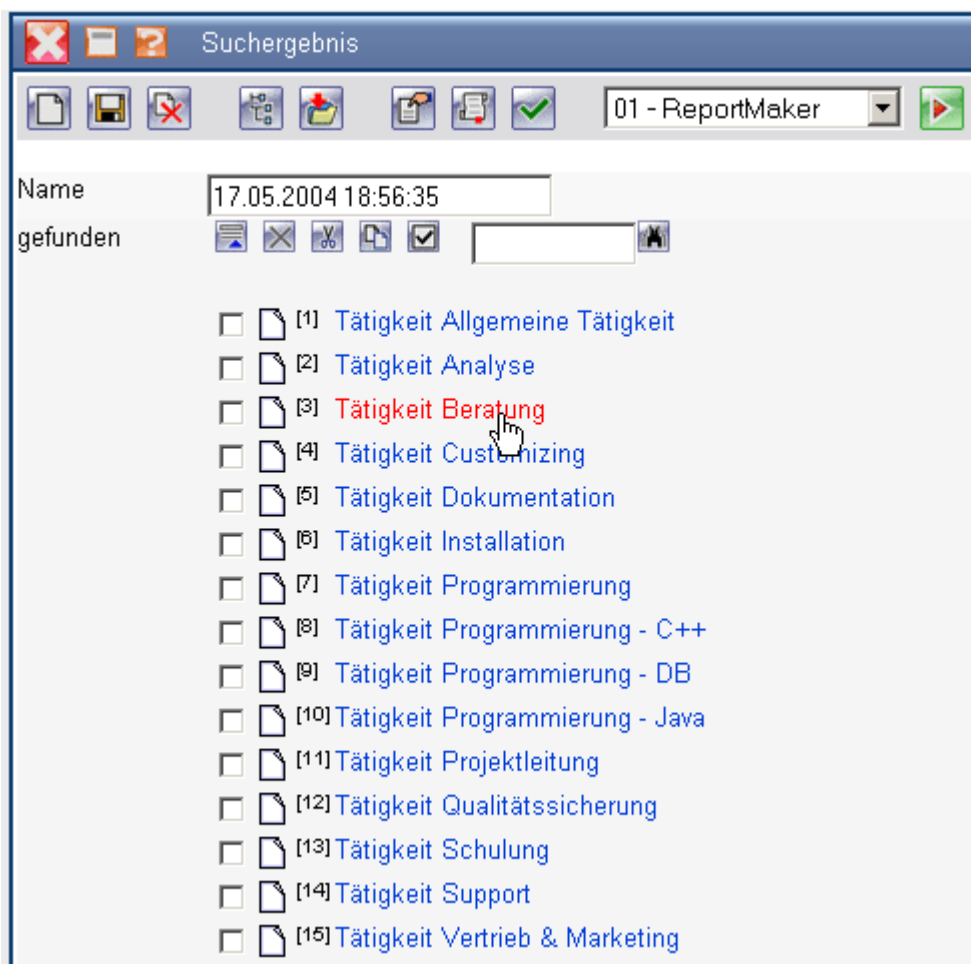 Suchergebnis
01 - ReportMaker
Name 17.05.2004 18:56:35
gefunden
[1] Tätigkeit Allgemeine Tätigkeit
[2] Tätigkeit Analyse
[3] Tätigkeit Beratung
[4] Tätigkeit Customizing
[5] Tätigkeit Dokumentation
[6] Tätigkeit Installation
[7] Tätigkeit Programmierung
[8] Tätigkeit Programmierung - C++
[9] Tätigkeit Programmierung - DB
[10] Tätigkeit Programmierung - Java
[11] Tätigkeit Projektleitung
[12] Tätigkeit Qualitätssicherung
[13] Tätigkeit Schulung
[14] Tätigkeit Support
[15] Tätigkeit Vertrieb & Marketing